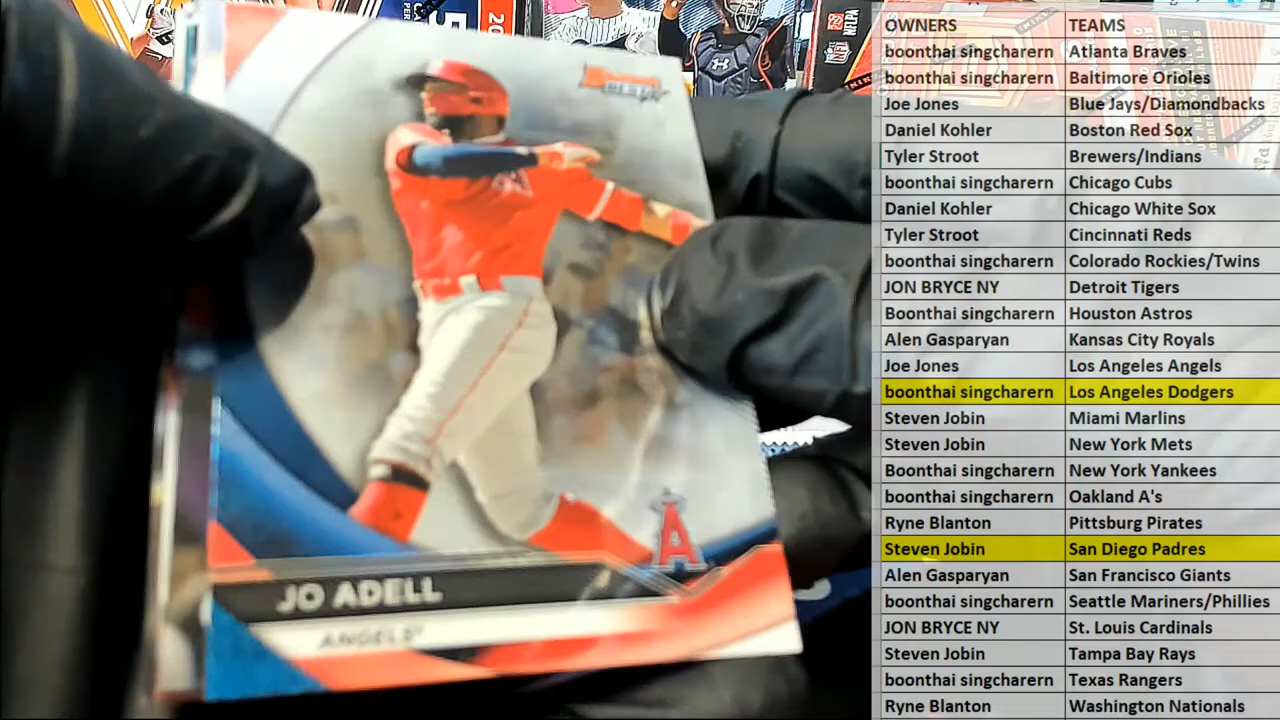 JO ADELL
ANGELS
A
BEST
NFL
NFLPA
OWNERS TEAMS
boonthai singcharern Atlanta Braves
boonthai singcharern Baltimore Orioles
Joe Jones Blue Jays/Diamondbacks
Daniel Kohler Boston Red Sox
Tyler Stroot Brewers/Indians
boonthai singcharern Chicago Cubs
Daniel Kohler Chicago White Sox
Tyler Stroot Cincinnati Reds
boonthai singcharern Colorado Rockies/Twins
JON BRYCE NY Detroit Tigers
Boonthai singcharern Houston Astros
Alen Gasparyan Kansas City Royals
Joe Jones Los Angeles Angels
boonthai singcharern Los Angeles Dodgers
Steven Jobin Miami Marlins
Steven Jobin New York Mets
Boonthai singcharern New York Yankees
boonthai singcharern Oakland A's
Ryne Blanton Pittsburg Pirates
Steven Jobin San Diego Padres
Alen Gasparyan San Francisco Giants
boonthai singcharern Seattle Mariners/Phillies
JON BRYCE NY St. Louis Cardinals
Steven Jobin Tampa Bay Rays
boonthai singcharern Texas Rangers
Ryne Blanton Washington Nationals